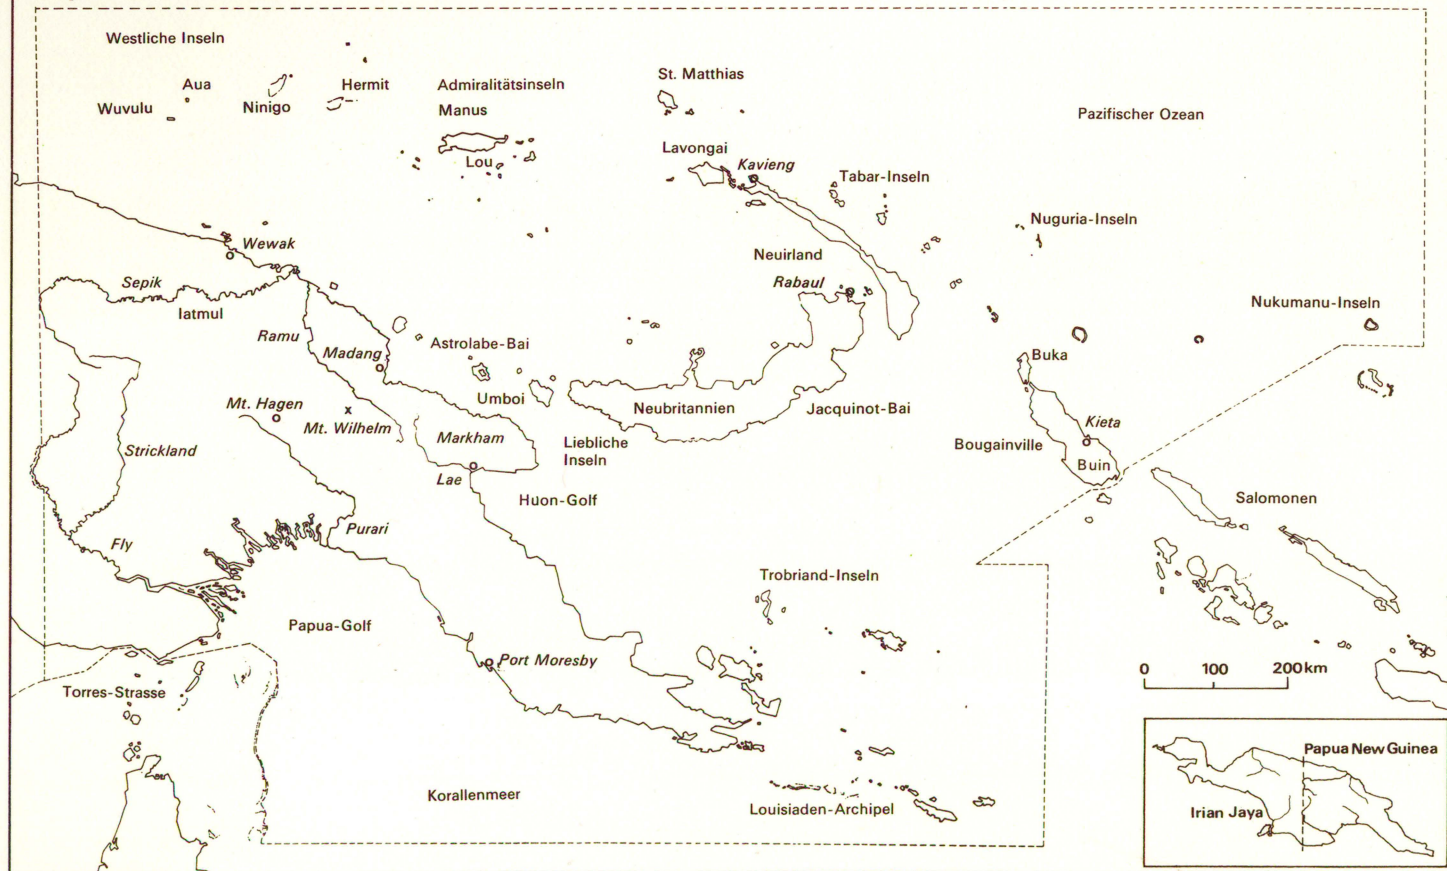 Westliche Inseln
Aua
Wuvulu
Ninigo
Hermit
Admiralitätsinseln
Manus
Lou
St. Matthias
Pazifischer Ozean
Lavongai
Kavieng
Tabar-Inseln
Nuguria-Inseln
Wewak
Neuirland
Rabaul
Sepik
Iatmul
Nukumanu-Inseln
Ramu
Madang
Astrolabe-Bai
Buka
Umboi
Neubritannien
Jacquinot-Bai
Mt. Hagen
Mt. Wilhelm
Markham
Liebliche
Inseln
Kieta
Bougainville
Buin
Strickland
Lae
Huon-Golf
Salomonen
Purari
Fly
Trobriand-Inseln
Papua-Golf
Port Moresby
0 100 200km
Torres-Strasse
Papua New Guinea
Korallenmeer
Louisiaden-Archipel
Irian Jaya